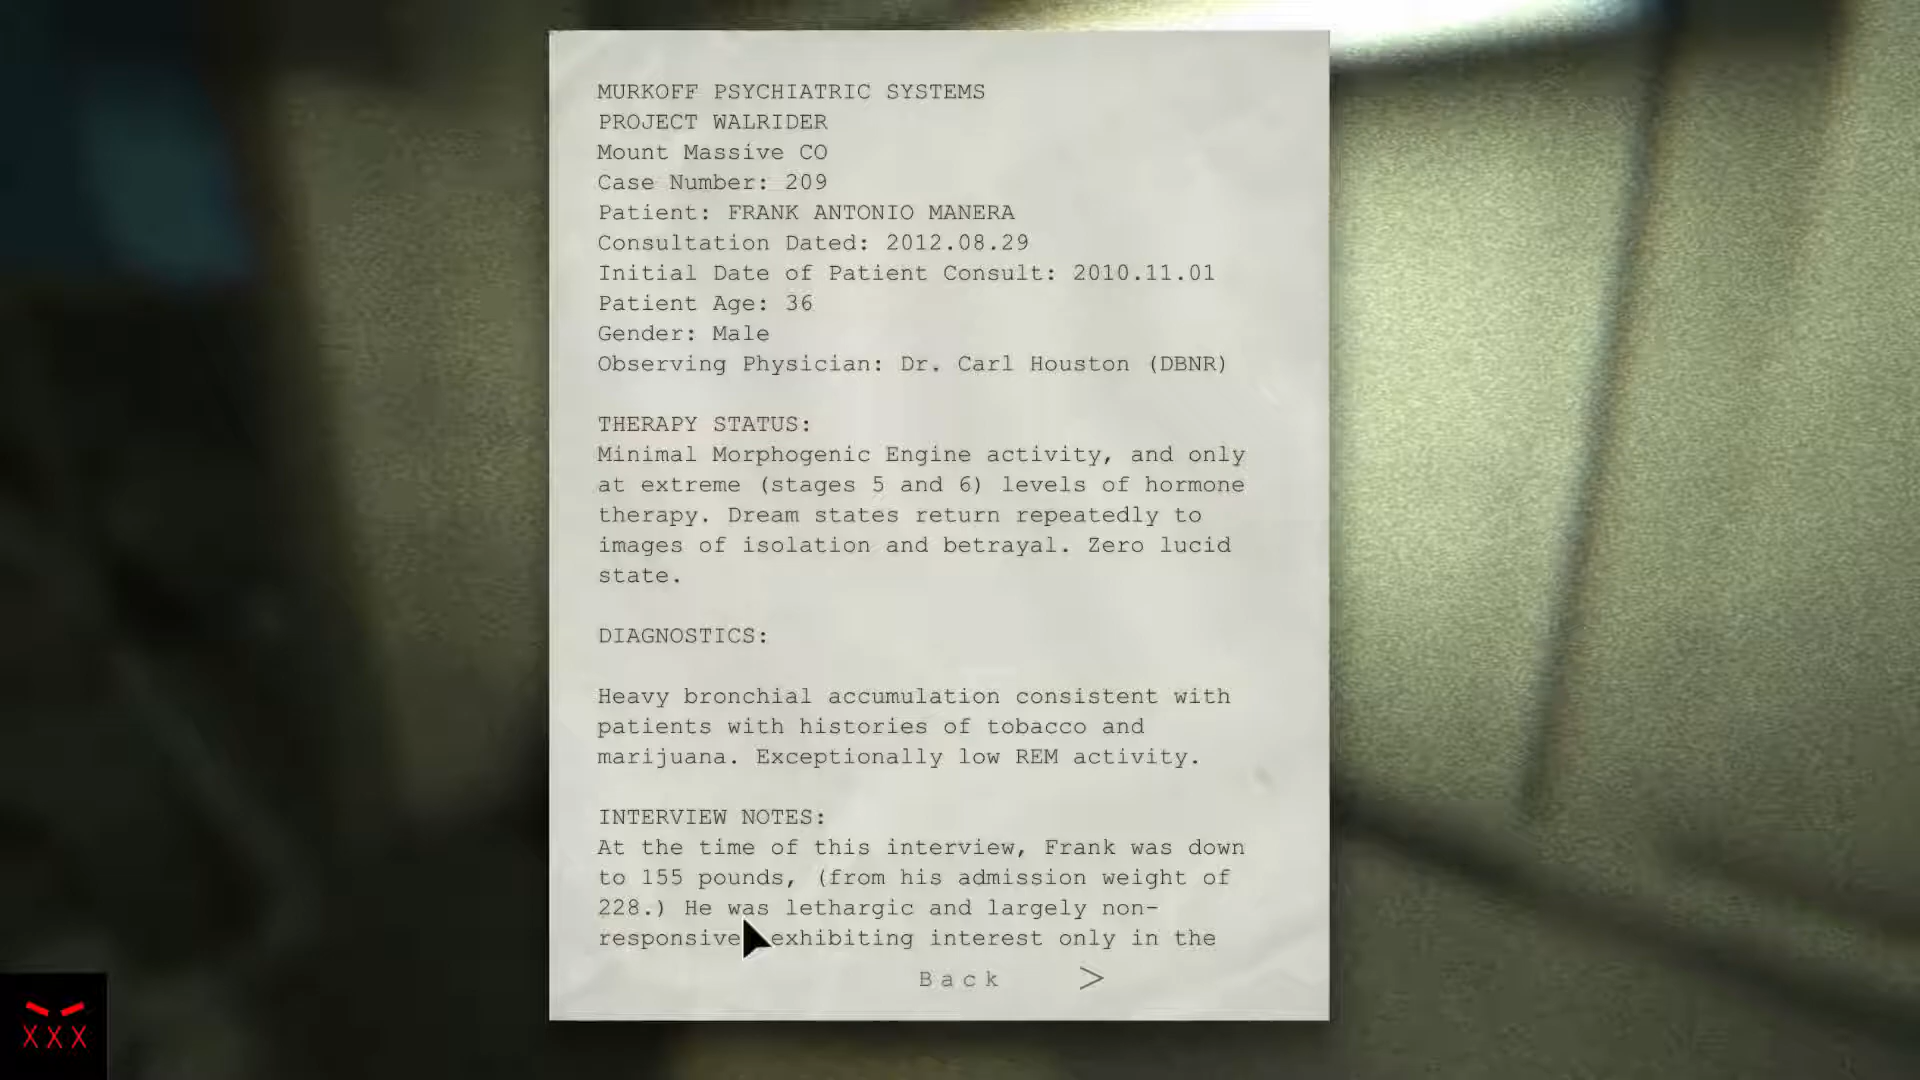 MURKOFF PSYCHIATRIC SYSTEMS
PROJECT WALRIDER
Mount Massive CO
Case Number: 209
Patient: FRANK ANTONIO MANERA
Consultation Dated: 2012.08.29
Initial Date of Patient Consult: 2010.11.01
Patient Age: 36
Gender: Male
Observing Physician: Dr. Carl Houston (DBNR)
THERAPY STATUS:
Minimal Morphogenic Engine activity, and only
at extreme (stages 5 and 6) levels of hormone
therapy. Dream states return repeatedly to
images of isolation and betrayal. Zero lucid
state.
DIAGNOSTICS:
Heavy bronchial accumulation consistent with
patients with histories of tobacco and
marijuana. Exceptionally low REM activity.
INTERVIEW NOTES:
At the time of this interview, Frank was down
to 155 pounds, (from his admission weight of
228.) He was lethargic and largely non-
responsive exhibiting interest only in the
Back >
XXX